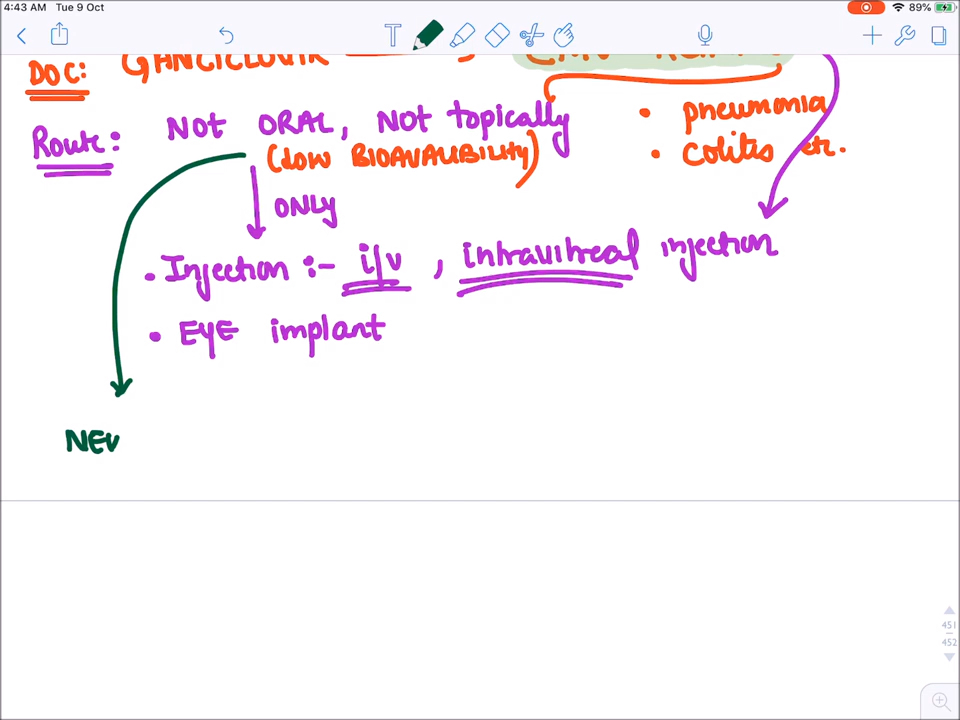 4:43 AM Tue 9 Oct 89%
T
DOC: GANCICLOVIR
Route: NOT ORAL, NOT topically
(Low BIOAVALIBILITY)
• pneumonia
• Colitis etc.
ONLY
• Injection :- i/v , intravitreal injection
• EYE implant
NEV
451
452